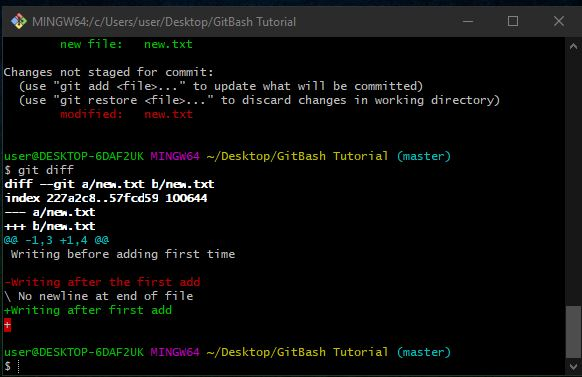 MINGW64:/c/Users/user/Desktop/GitBash Tutorial
new file:   new.txt
Changes not staged for commit:
(use "git add <file>..." to update what will be committed)
(use "git restore <file>..." to discard changes in working directory)
modified:   new.txt
user@DESKTOP-6DAF2UK MINGW64 ~/Desktop/GitBash Tutorial (master)
$ git diff
diff --git a/new.txt b/new.txt
index 227a2c8..57fcd59 100644
--- a/new.txt
+++ b/new.txt
@@ -1,3 +1,4 @@
Writing before adding first time
-Writing after the first add
\ No newline at end of file
+Writing after first add
+
user@DESKTOP-6DAF2UK MINGW64 ~/Desktop/GitBash Tutorial (master)
$